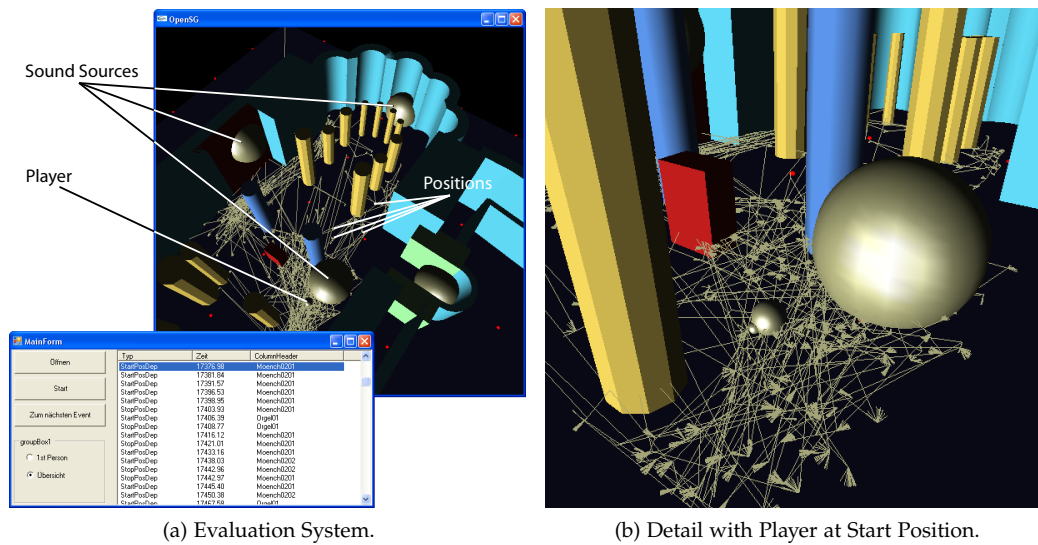 OpenSG
Sound Sources
Player
Positions
MainForm
Öffnen
Start
Zum nächsten Event
groupBox1
1st Person
Übersicht
Typ Zeit ColumnHeader
StartPosDep 17376.98 Moench0201
StartPosDep 17381.84 Moench0201
StartPosDep 17391.57 Moench0201
StartPosDep 17396.53 Moench0201
StartPosDep 17398.95 Moench0201
StopPosDep 17403.93 Moench0201
StartPosDep 17406.39 Orgel01
StopPosDep 17408.77 Orgel01
StartPosDep 17416.12 Moench0201
StopPosDep 17421.01 Moench0201
StartPosDep 17433.16 Moench0201
StartPosDep 17438.03 Moench0202
StopPosDep 17442.96 Moench0202
StopPosDep 17442.97 Moench0201
StartPosDep 17445.40 Moench0201
StartPosDep 17450.38 Moench0202
StartPosDep 17467.58 Orgel01
(a) Evaluation System.
(b) Detail with Player at Start Position.